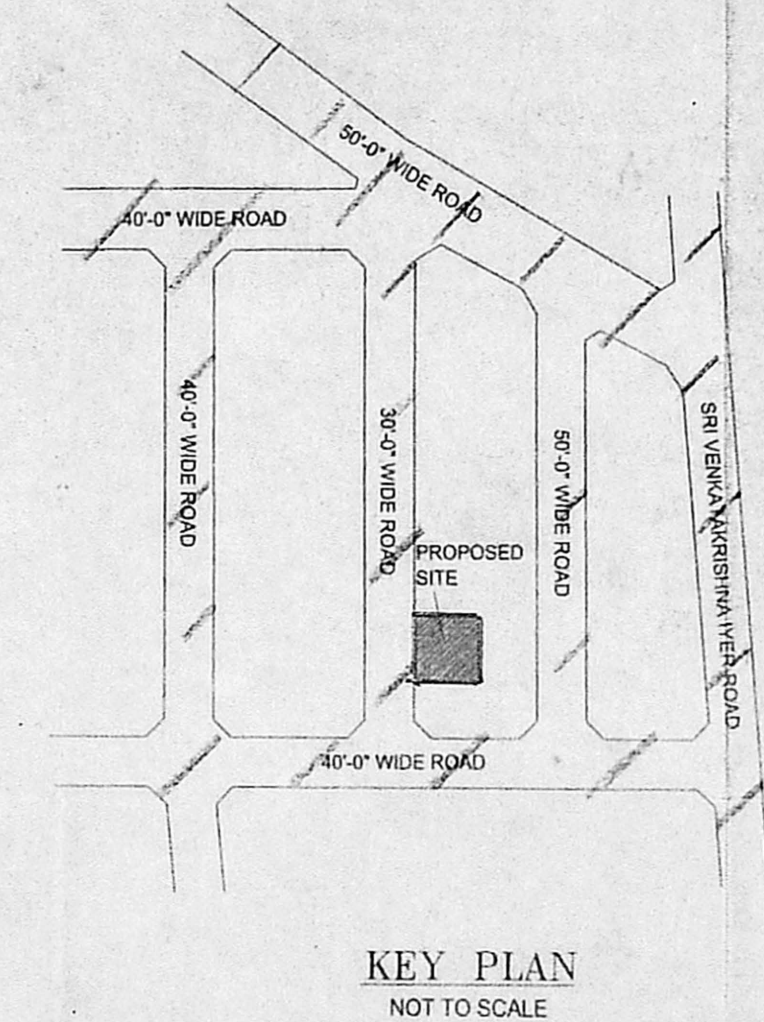 50'-0" WIDE ROAD
40'-0" WIDE ROAD
40'-0" WIDE ROAD
30'-0" WIDE ROAD
50'-0" WIDE ROAD
SRI VENKATAKRISHNA IYER ROAD
PROPOSED
SITE
40'-0" WIDE ROAD
KEY PLAN
NOT TO SCALE